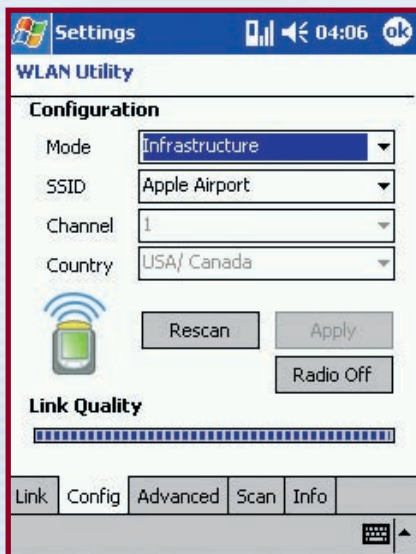 Settings 04:06 ok
WLAN Utility
Configuration
Mode Infrastructure
SSID Apple Airport
Channel 1
Country USA/ Canada
Rescan Apply
Radio Off
Link Quality
Link Config Advanced Scan Info